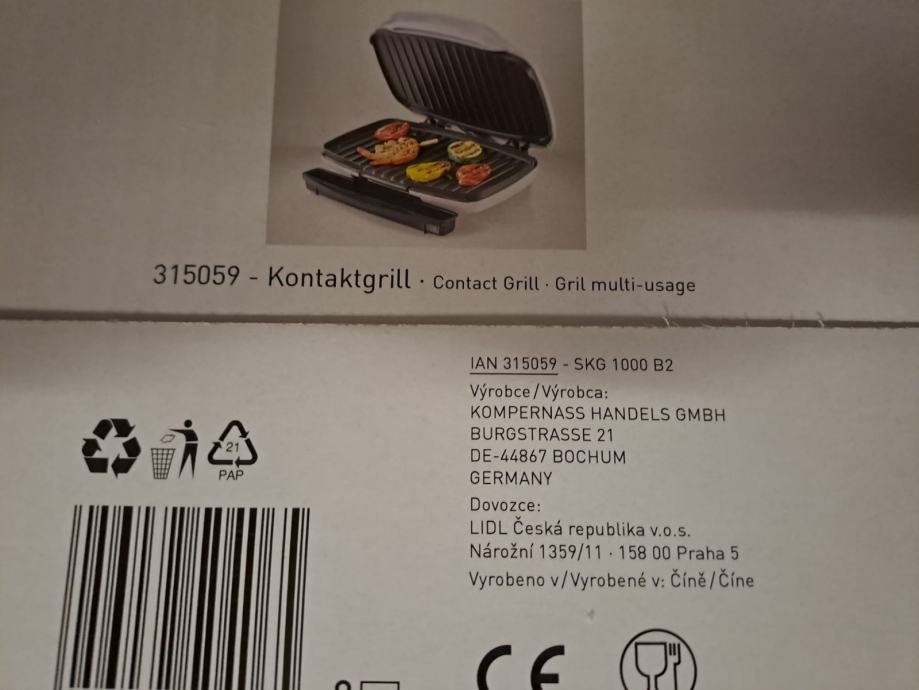 315059 - Kontaktgrill · Contact Grill · Gril multi-usage
IAN 315059 - SKG 1000 B2
Výrobce/Výrobca:
KOMPERNASS HANDELS GMBH
BURGSTRASSE 21
DE-44867 BOCHUM
GERMANY
Dovozce:
LIDL Česká republika v.o.s.
Nárožní 1359/11 · 158 00 Praha 5
Vyrobeno v/Vyrobené v: Číně/Číne
21
PAP
CE